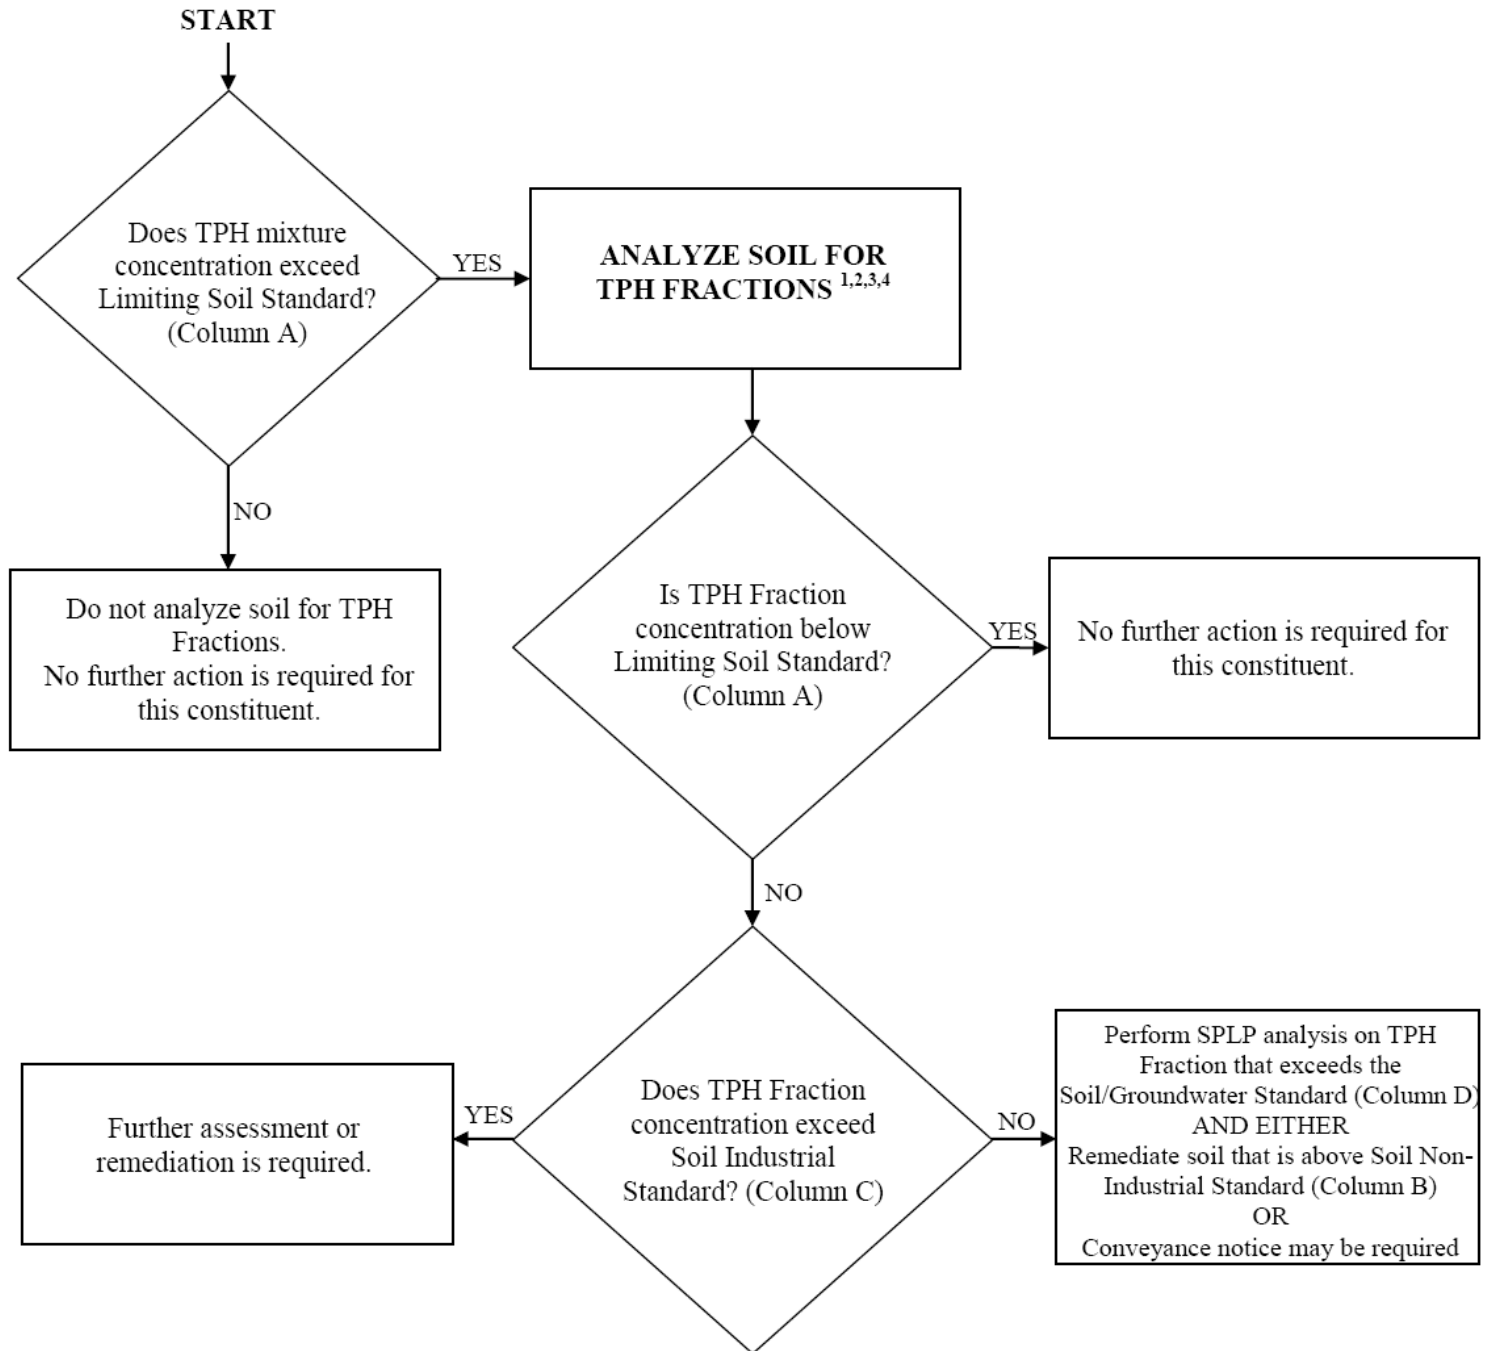 START
Does TPH mixture
concentration exceed
Limiting Soil Standard?
(Column A)
YES
ANALYZE SOIL FOR
TPH FRACTIONS 1,2,3,4
NO
Do not analyze soil for TPH
Fractions.
No further action is required for
this constituent.
Is TPH Fraction
concentration below
Limiting Soil Standard?
(Column A)
YES
No further action is required for
this constituent.
NO
Does TPH Fraction
concentration exceed
Soil Industrial
Standard? (Column C)
YES
Further assessment or
remediation is required.
NO
Perform SPLP analysis on TPH
Fraction that exceeds the
Soil/Groundwater Standard (Column D)
AND EITHER
Remediate soil that is above Soil Non-
Industrial Standard (Column B)
OR
Conveyance notice may be required